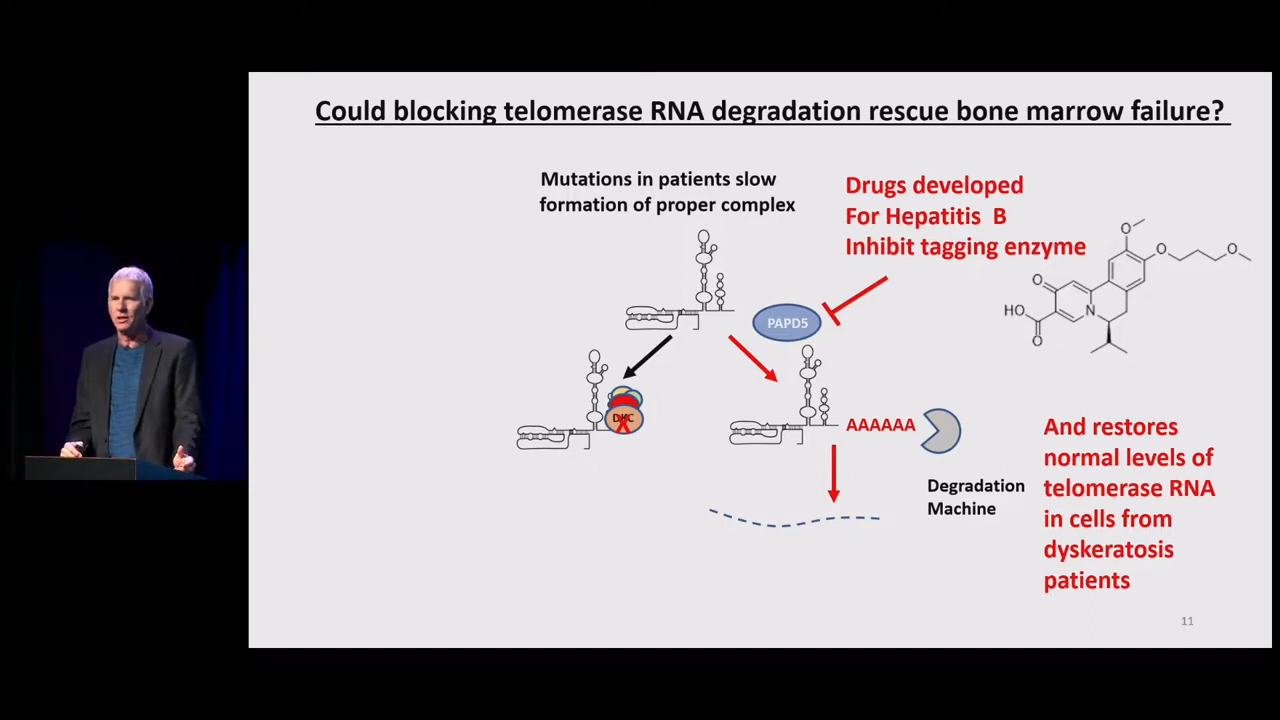 Could blocking telomerase RNA degradation rescue bone marrow failure?
Mutations in patients slow
formation of proper complex
Drugs developed
For Hepatitis B
Inhibit tagging enzyme
PAPD5
O
O
O
O
HO
O
N
DKC
X
AAAAAA
Degradation
Machine
And restores
normal levels of
telomerase RNA
in cells from
dyskeratosis
patients
11